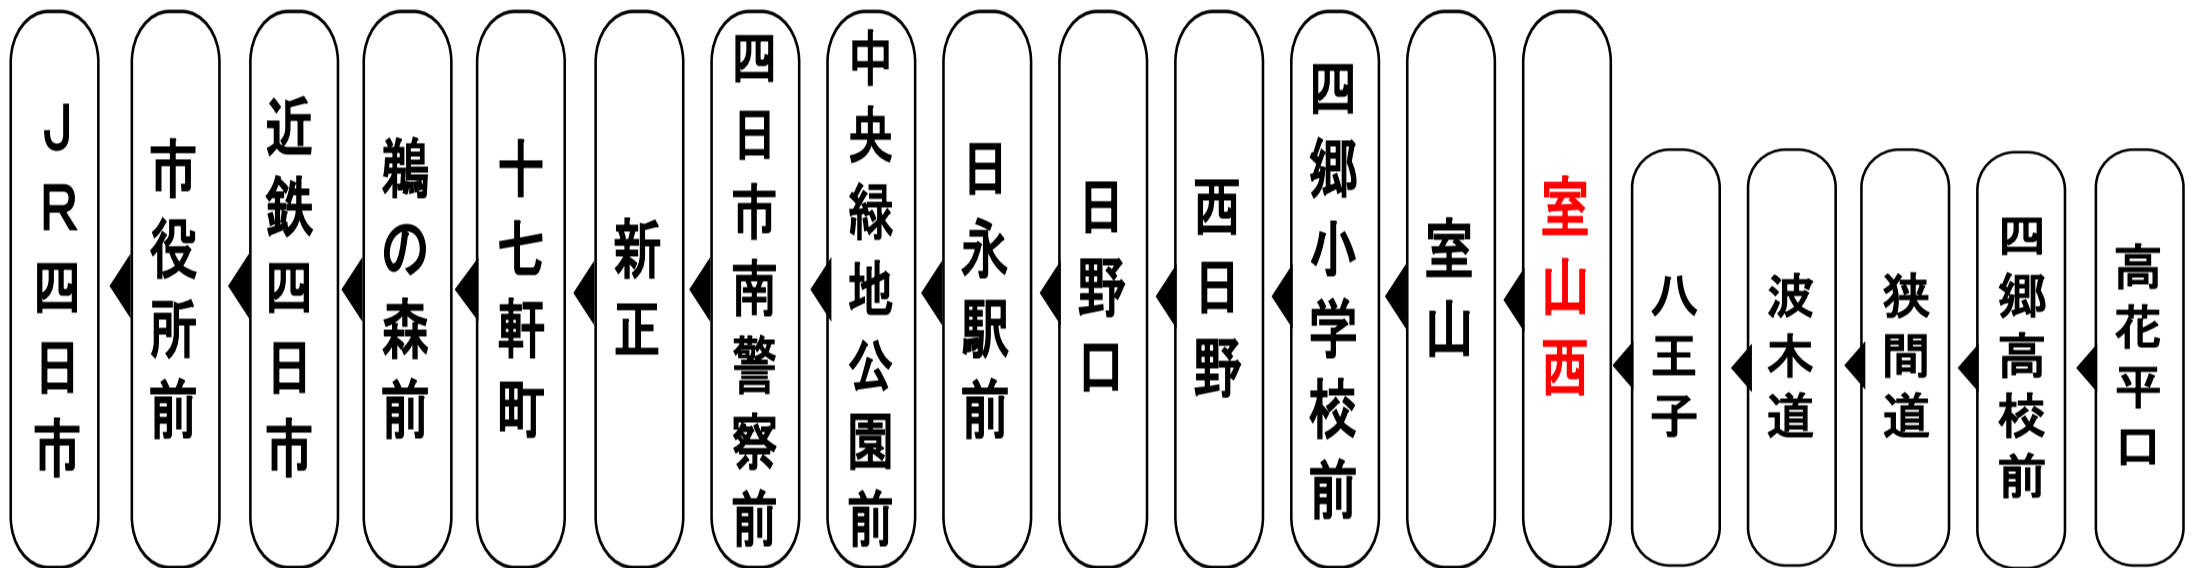 高花平口
四郷高校前
狭間道
波木道
八王子
室山西
室山
四郷小学校前
西日野
日野口
日永駅前
中央緑地公園前
四日市南警察前
新正
十七軒町
鵜の森前
近鉄四日市
市役所前
JR四日市